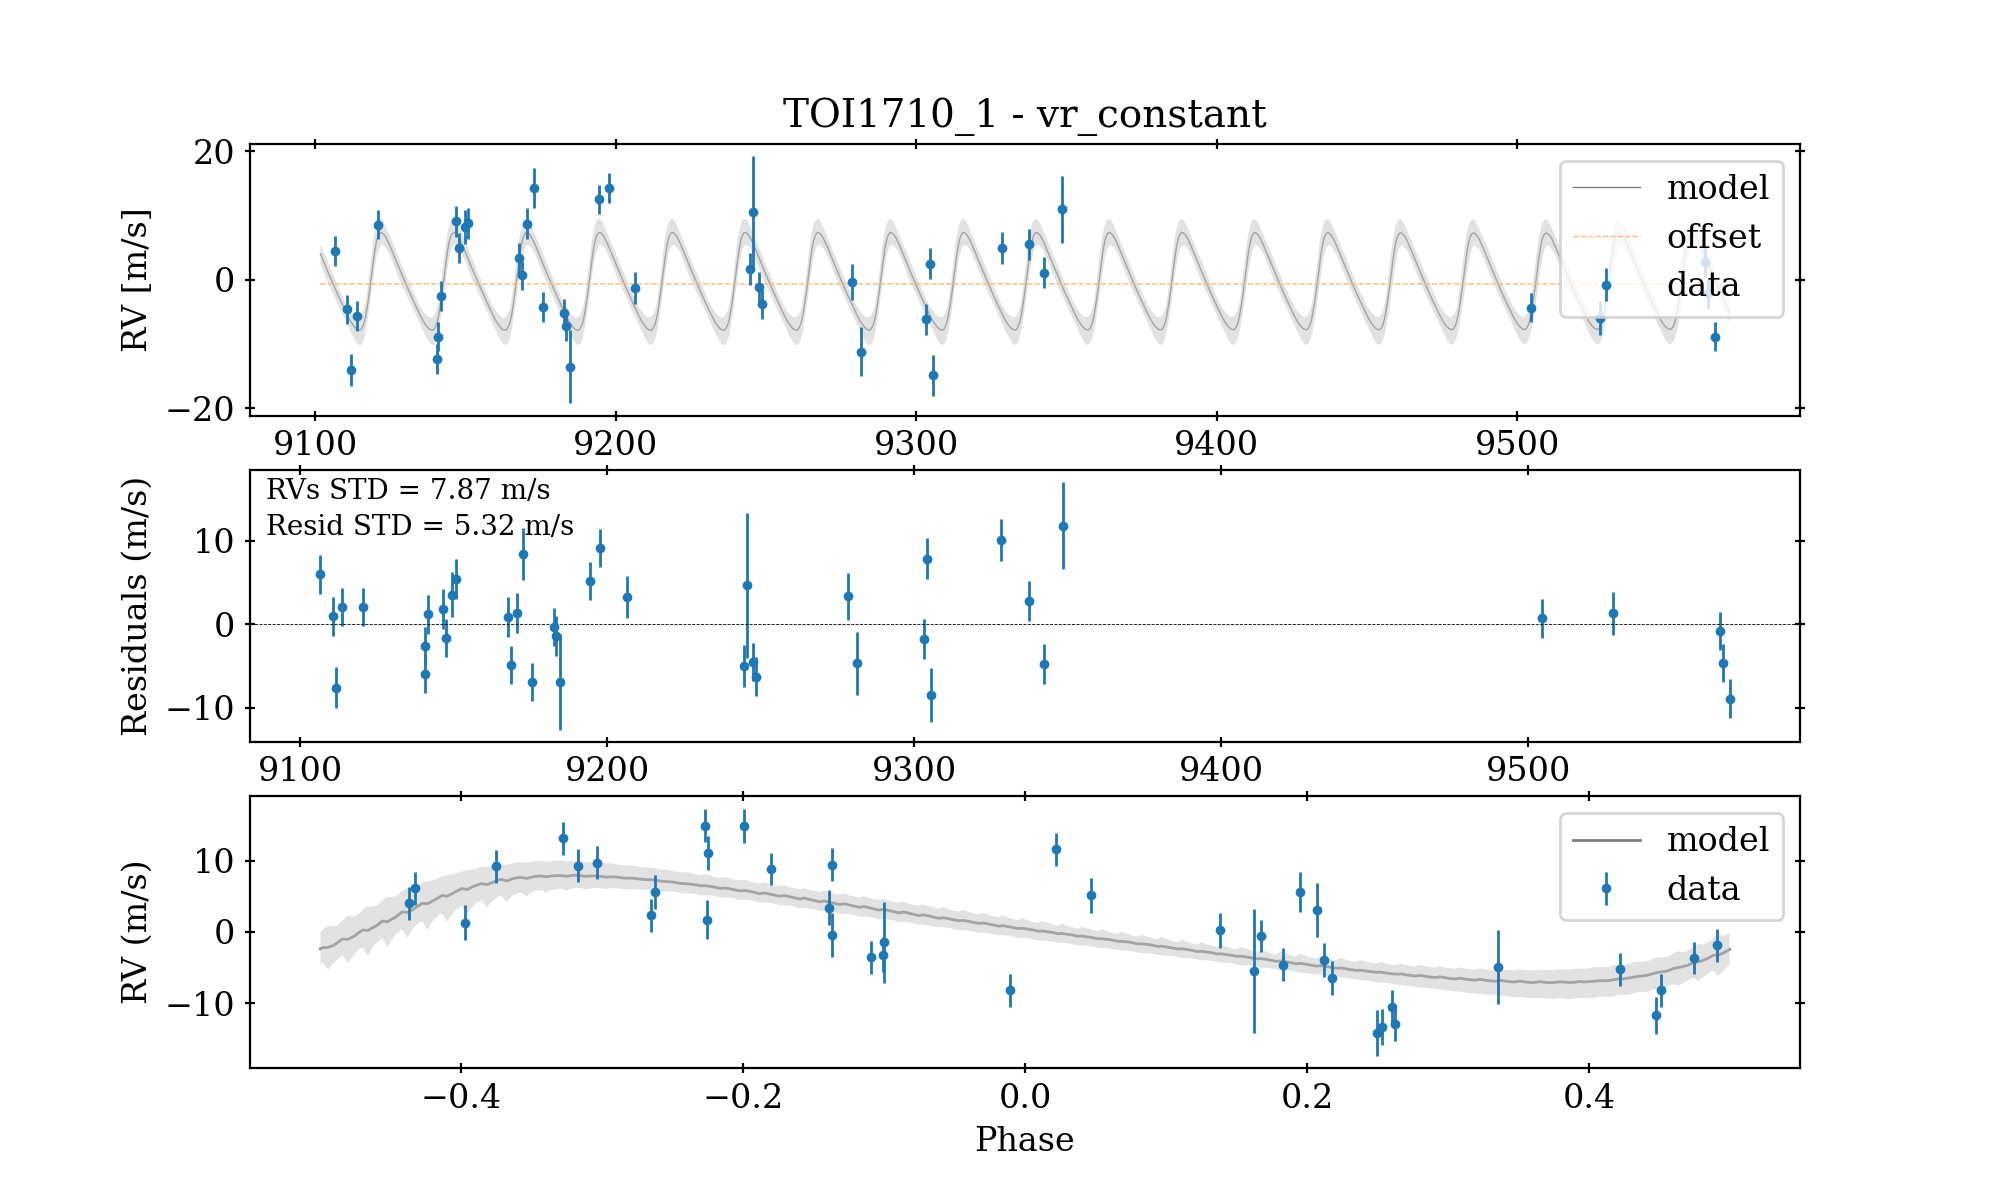 TOI1710_1 - vr_constant
RV [m/s]
20
0
−20
model
offset
data
9100 9200 9300 9400 9500
Residuals (m/s)
RVs STD = 7.87 m/s
Resid STD = 5.32 m/s
10
0
−10
9100 9200 9300 9400 9500
RV (m/s)
10
0
−10
model
data
−0.4 −0.2 0.0 0.2 0.4
Phase